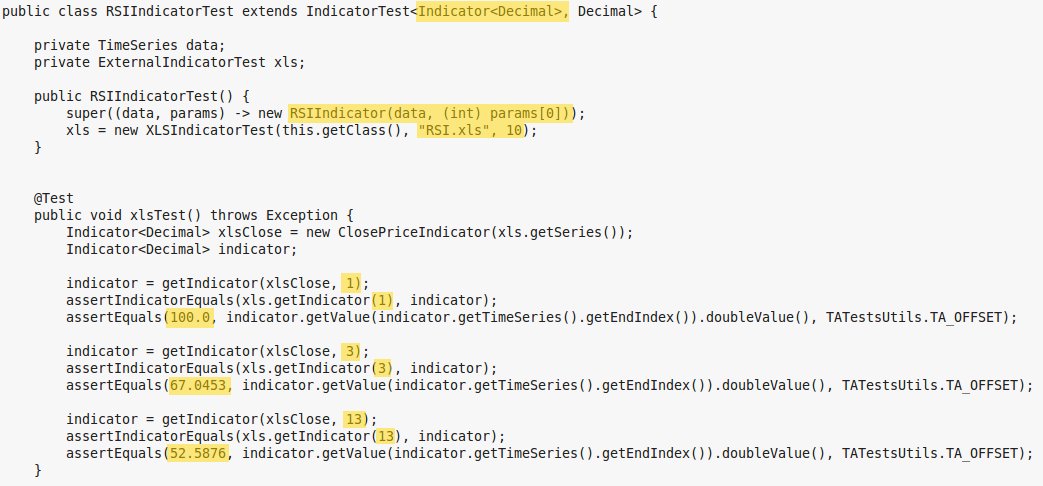 public class RSIIndicatorTest extends IndicatorTest<Indicator<Decimal>, Decimal> {
private TimeSeries data;
private ExternalIndicatorTest xls;
public RSIIndicatorTest() {
super((data, params) -> new RSIIndicator(data, (int) params[0]));
xls = new XLSIndicatorTest(this.getClass(), "RSI.xls", 10);
}
@Test
public void xlsTest() throws Exception {
Indicator<Decimal> xlsClose = new ClosePriceIndicator(xls.getSeries());
Indicator<Decimal> indicator;
indicator = getIndicator(xlsClose, 1);
assertIndicatorEquals(xls.getIndicator(1), indicator);
assertEquals(100.0, indicator.getValue(indicator.getTimeSeries().getEndIndex()).doubleValue(), TATestsUtils.TA_OFFSET);
indicator = getIndicator(xlsClose, 3);
assertIndicatorEquals(xls.getIndicator(3), indicator);
assertEquals(67.0453, indicator.getValue(indicator.getTimeSeries().getEndIndex()).doubleValue(), TATestsUtils.TA_OFFSET);
indicator = getIndicator(xlsClose, 13);
assertIndicatorEquals(xls.getIndicator(13), indicator);
assertEquals(52.5876, indicator.getValue(indicator.getTimeSeries().getEndIndex()).doubleValue(), TATestsUtils.TA_OFFSET);
}